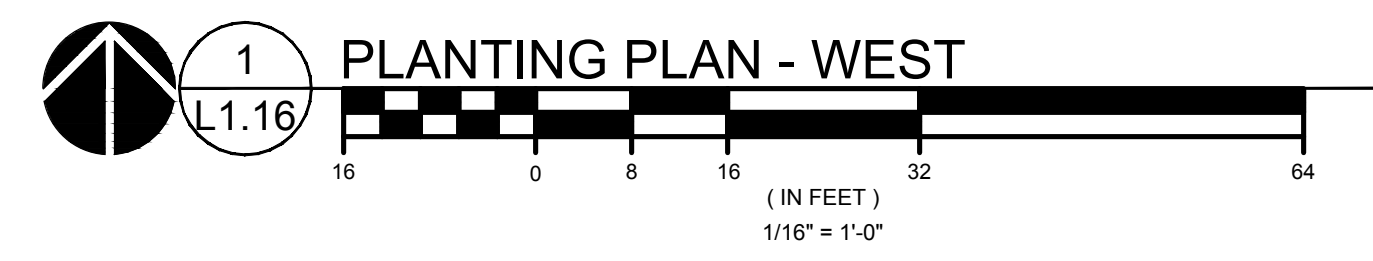 1
L1.16
PLANTING PLAN - WEST
16 0 8 16 32 64
( IN FEET )
1/16" = 1'-0"